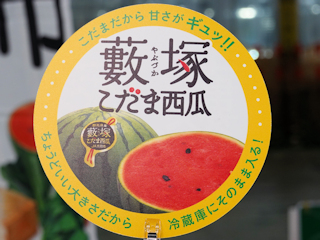 こだまだから 甘さがギュッ!!
やぶづか
藪塚
こだま西瓜
藪塚
こだま西瓜
ちょうどいい大きさだから
冷蔵庫にそのまま入る!